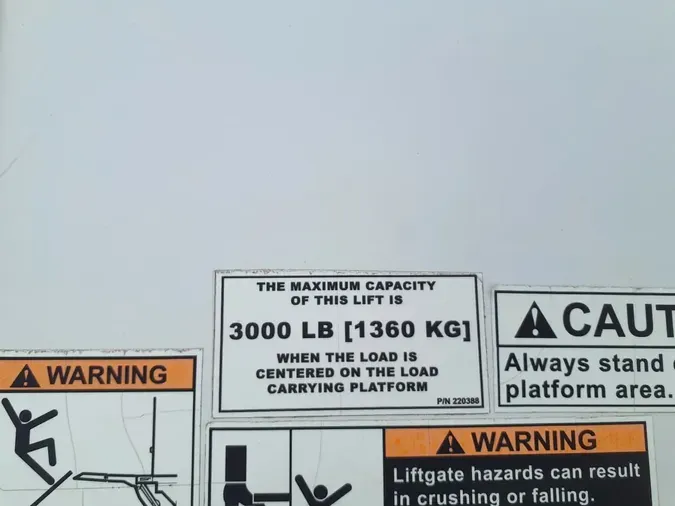 THE MAXIMUM CAPACITY
OF THIS LIFT IS
3000 LB [1360 KG]
WHEN THE LOAD IS
CENTERED ON THE LOAD
CARRYING PLATFORM
P/N 220388
CAUT
Always stand
platform area.
WARNING
WARNING
Liftgate hazards can result
in crushing or falling.